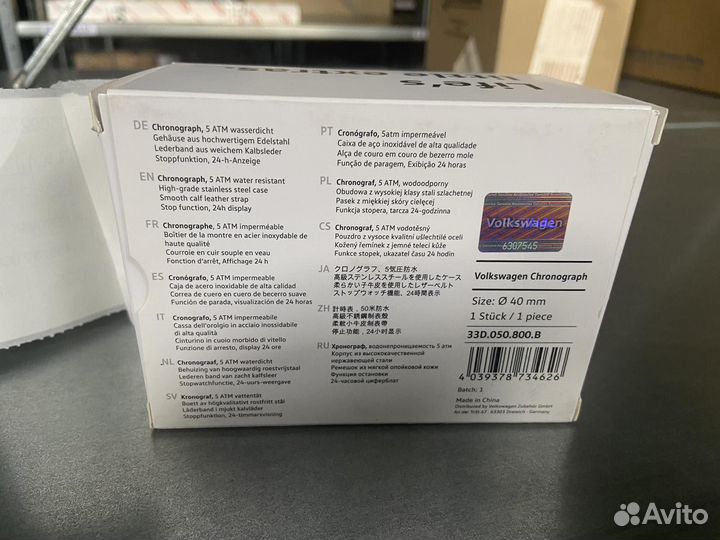 Life's
little extras.
DE Chronograph, 5 ATM wasserdicht
Gehäuse aus hochwertigem Edelstahl
Lederband aus weichem Kalbsleder
Stoppfunktion, 24-h-Anzeige
EN Chronograph, 5 ATM water resistant
High-grade stainless steel case
Smooth calf leather strap
Stop function, 24h display
FR Chronographe, 5 ATM imperméable
Boîtier de la montre en acier inoxydable de
haute qualité
Courroie en cuir souple en veau
Fonction d'arrêt, Affichage 24 h
ES Cronógrafo, 5 ATM impermeable
Caja de acero inoxidable de alta calidad
Correa de cuero en cuero de becerro suave
Función de parada, visualización de 24 horas
IT Cronografo, 5 ATM impermeabile
Cassa dell'orolgio in acciaio inossidabile
di alta qualità
Cinturino in cuoio morbido di vitello
Funzione di arresto, display 24 ore
NL Chronograaf, 5 ATM waterdicht
Behuizing van hoogwaardig roestvrijstaal
Lederen band van zacht kalfsleer
Stopwatchfunctie, 24-uurs-weergave
SV Kronograf, 5 ATM vattentät
Boett av högkvalitativt rostfritt stål
Läderband i mjukt kalvläder
Stoppfunktion, 24-timmarsvisning
PT Cronógrafo, 5atm impermeável
Caixa de aço inoxidável de alta qualidade
Alça de couro em couro de bezerro mole
Função de paragem, Exibição 24 horas
PL Chronograf, 5 ATM, wodoodporny
Obudowa z wysokiej klasy stali szlachetnej
Pasek z miękkiej skóry cielęcej
Funkcja stopera, tarcza 24-godzinna
CS Chronograf, 5 ATM vodotěsný
Pouzdro z vysoce kvalitní ušlechtilé oceli
Kožený řemínek z jemné telecí kůže
Funkce stopek, ukazatel 24 hodin
JA クロノグラフ、5気圧防水
高級ステンレススチールを使用したケース
柔らかい子牛皮を使用したレザーベルト
ストップウォッチ機能、24時間表示
ZH 計時表，50米防水
高級不銹鋼制表殼
柔軟小牛皮制表帶
停止功能，24小时显示
RU Хронограф, водонепроницаемость 5 атм
Корпус из высококачественной
нержавеющей стали
Ремешок из мягкой опойковой кожи
Функция остановки
24-часовой циферблат
Volkswagen
6307545
Volkswagen Chronograph
Size: Ø 40 mm
1 Stück / 1 piece
33D.050.800.B
4 039378 734626
Batch: 1
Made in China
Distributed by Volkswagen Zubehör GmbH
An der Trift 67 · 63303 Dreieich · Germany
Avito